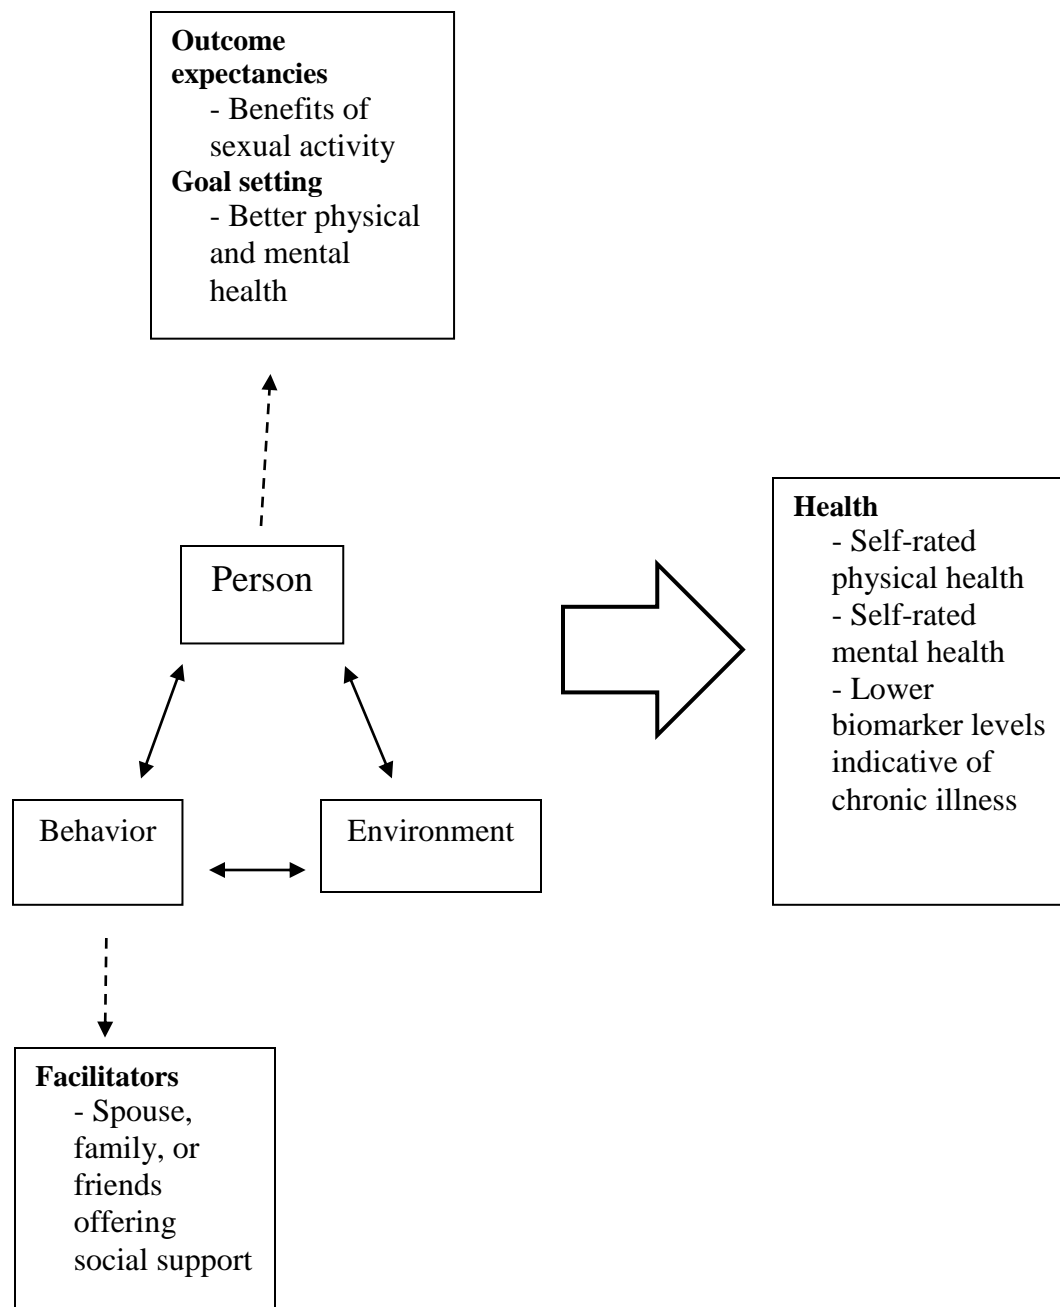 Outcome
expectancies
- Benefits of
sexual activity
Goal setting
- Better physical
and mental
health
Person
Behavior
Environment
Facilitators
- Spouse,
family, or
friends
offering
social support
Health
- Self-rated
physical health
- Self-rated
mental health
- Lower
biomarker levels
indicative of
chronic illness